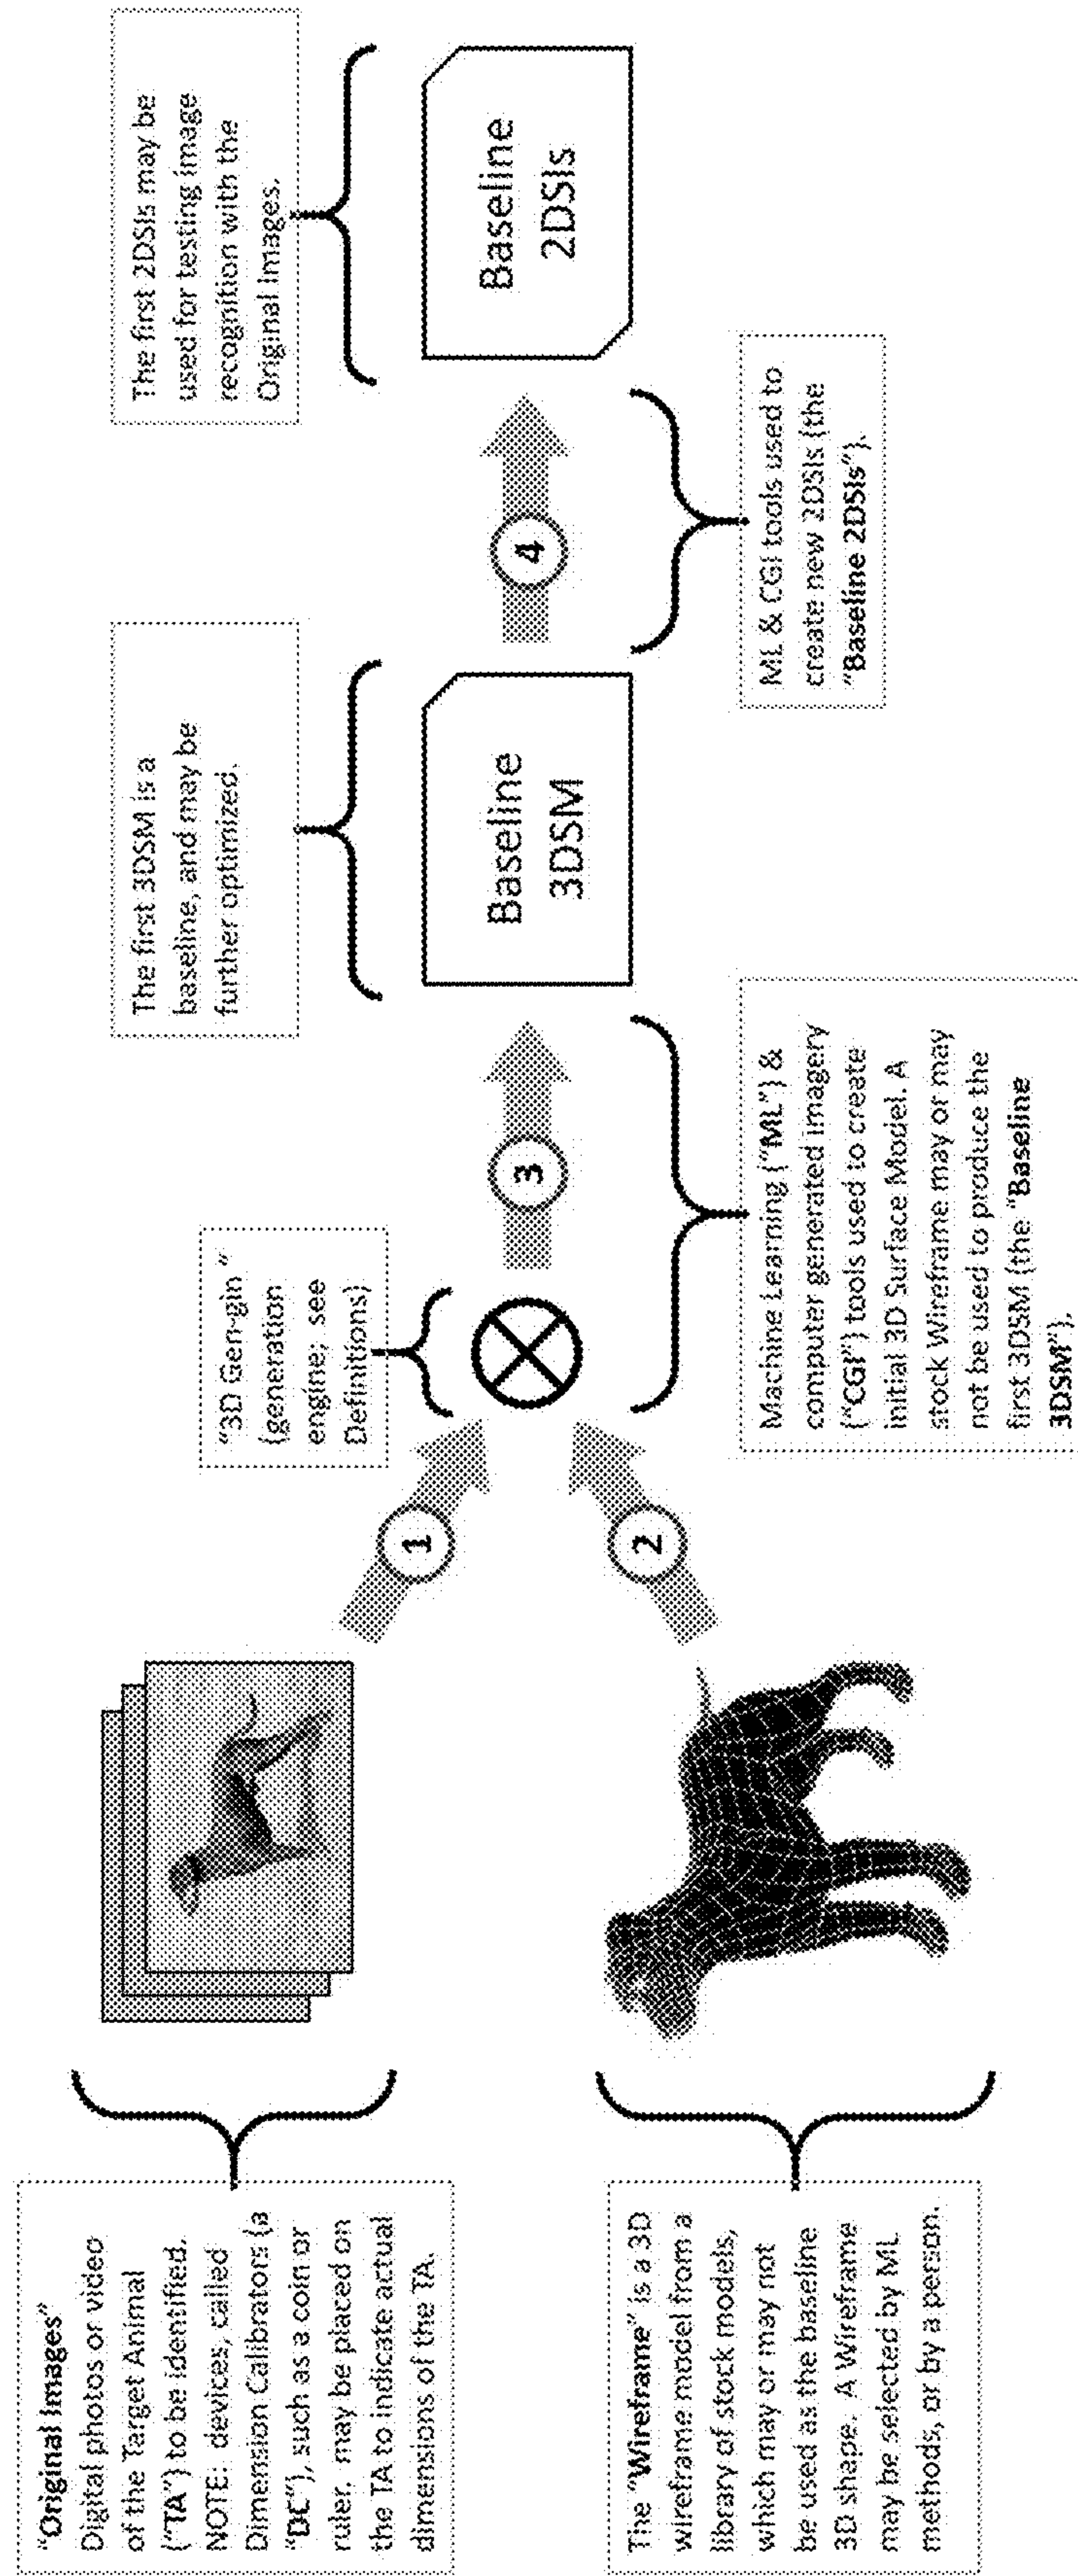 "Original Images"
Digital photos or video
of the Target Animal
("TA") to be identified.
NOTE: devices, called
Dimension Calibrators (a
"DC"), such as a coin or
ruler, may be placed on
the TA to indicate actual
dimensions of the TA.
The "Wireframe" is a 3D
wireframe model from a
library of stock models,
which may or may not
be used as the baseline
3D shape. A Wireframe
may be selected by ML
methods, or by a person.
1
2
"3D Gen-gin"
(generation
engine; see
Definitions)
3
Machine Learning ("ML") &
computer generated imagery
("CGI") tools used to create
initial 3D Surface Model. A
stock Wireframe may or may
not be used to produce the
first 3DSM (the "Baseline
3DSM").
The first 3DSM is a
baseline, and may be
further optimized.
Baseline
3DSM
4
ML & CGI tools used to
create new 2DSIs (the
"Baseline 2DSIs").
The first 2DSIs may be
used for testing image
recognition with the
Original Images.
Baseline
2DSIs